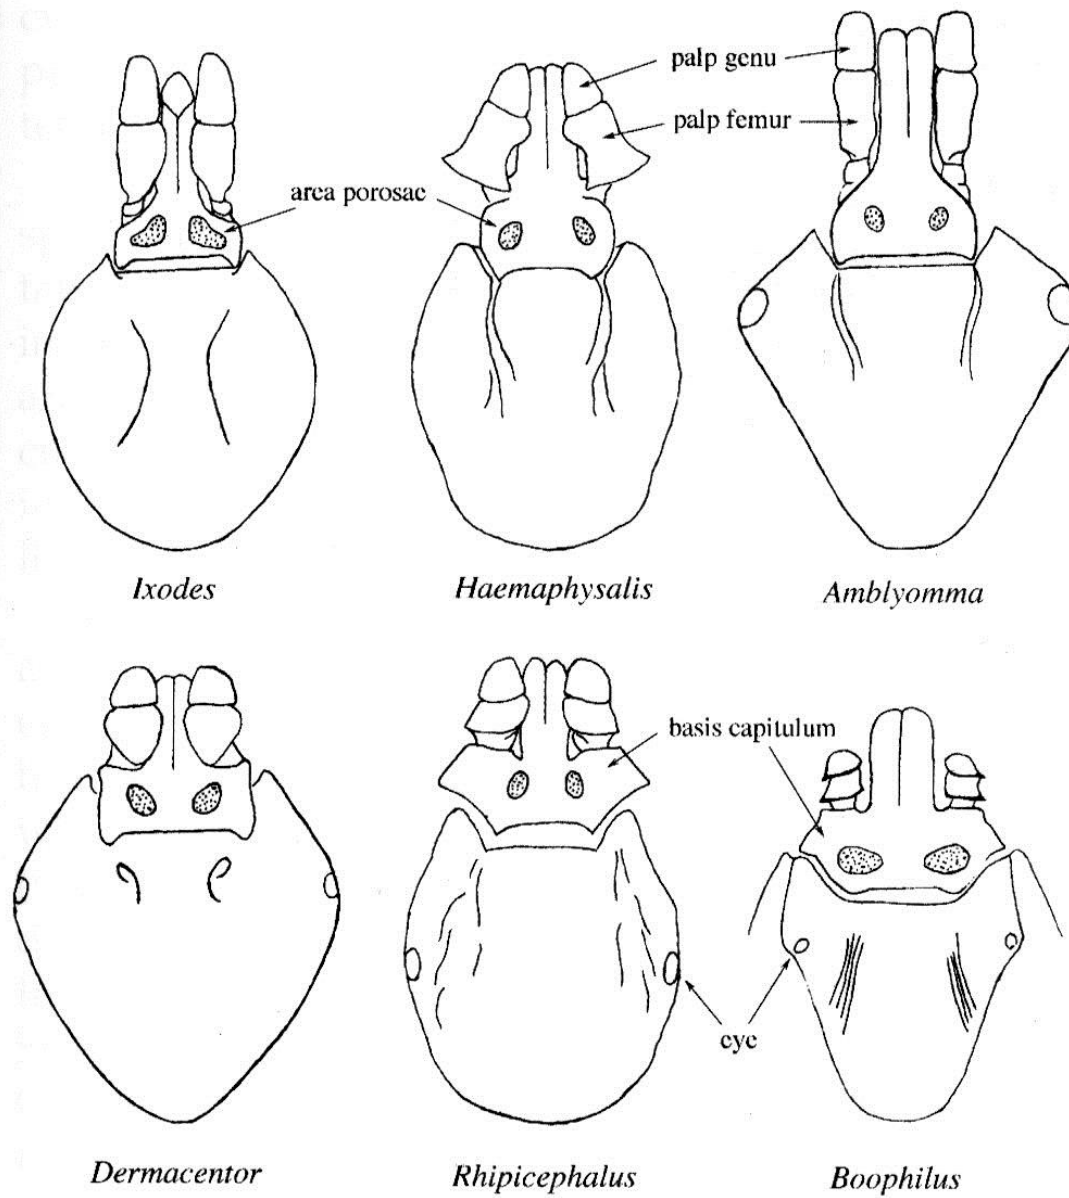 palp genu
palp femur
area porosae
Ixodes
Haemaphysalis
Amblyomma
basis capitulum
eye
Dermacentor
Rhipicephalus
Boophilus